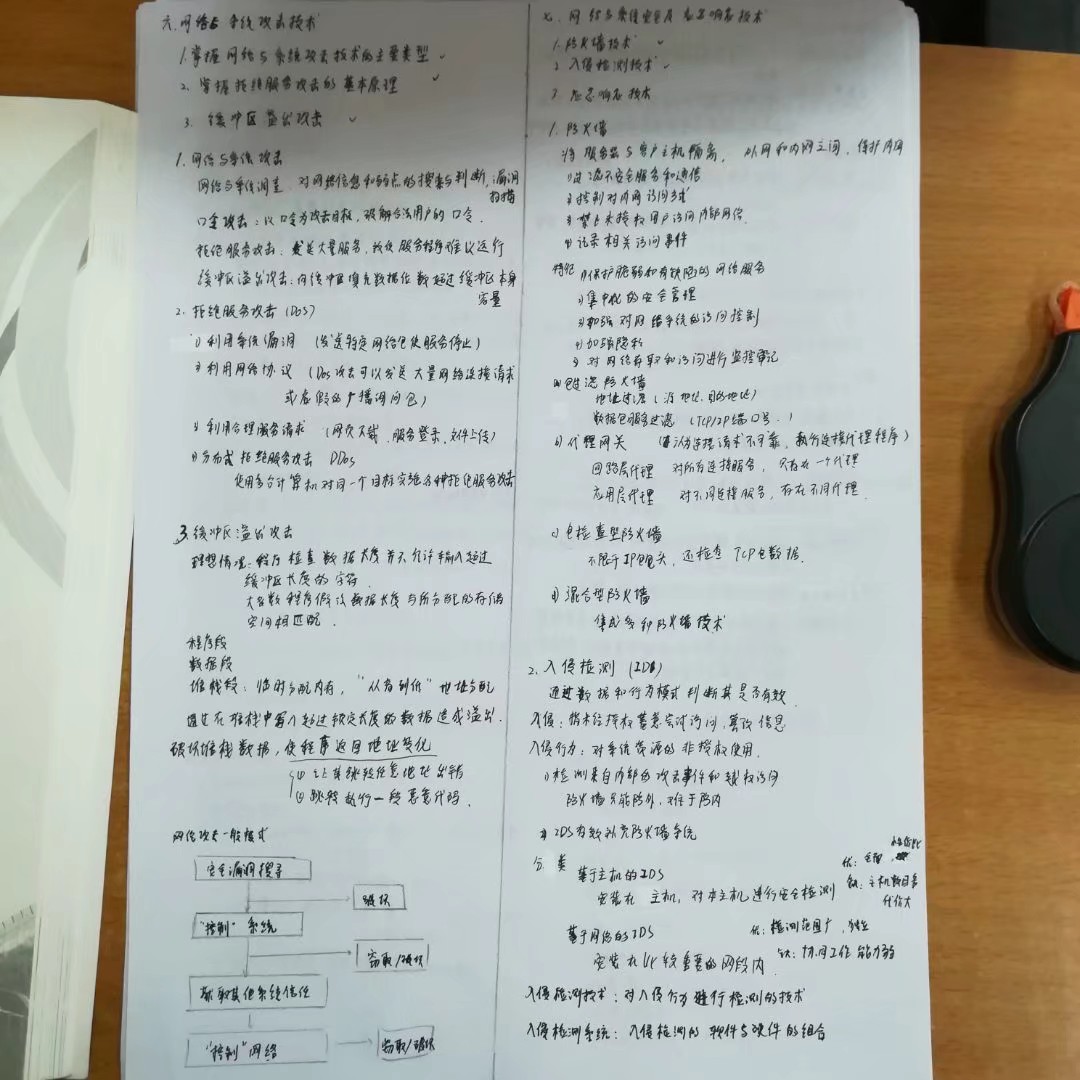 六. 网络与系统攻击技术
1. 掌握网络与系统攻击技术的主要类型 ✓
2. 掌握拒绝服务攻击的基本原理 ✓
3. 缓冲区溢出攻击 ✓
1. 网络与系统攻击
网络与系统调查：对网络信息和弱点的搜索与判断，漏洞
扫描
口令攻击：以口令为攻击目标，破解合法用户的口令.
拒绝服务攻击：发送大量服务，致使服务程序难以运行
缓冲区溢出攻击：向缓冲区填充数据位数超过缓冲区本身
容量
2. 拒绝服务攻击 (DoS)
1) 利用系统漏洞 (发送特定网络包使服务停止)
2) 利用网络协议 (Dos攻击可以发送大量网络连接请求
或者虚假的广播询问包)
3) 利用合理服务请求 (网页下载、服务登录、文件上传)
4) 分布式拒绝服务攻击 DDos
使用多台计算机对同一个目标实施各种拒绝服务攻击
3. 缓冲区溢出攻击
理想情况：程序检查数据长度并不允许输入超过
缓冲区长度的字符.
大多数程序假设数据长度与所分配的存储
空间相匹配.
程序段
数据段
堆栈段：临时分配内存，"从高到低"地址分配
通过在堆栈中写入超过预定长度的数据造成溢出.
破坏堆栈数据，使程序返回地址变化
① 让其跳转任意地址出错
② 跳转执行一段恶意代码.
网络攻击一般模式
安全漏洞搜寻
破坏
"控制"系统
窃取/破坏
获取其他系统信任
"控制"网络
窃取/破坏
七. 网络与系统安全及应急响应技术
1. 防火墙技术 ✓
2. 入侵检测技术 ✓
3. 应急响应技术
1. 防火墙
将服务器与客户主机隔离， 外网和内网之间，保护内网
1) 过滤不安全服务和通信
2) 控制对内网访问方式
3) 禁止未授权用户访问内部网络
4) 记录相关访问事件
特征 1) 保护脆弱和有缺陷的网络服务
2) 集中化的安全管理
3) 加强对网络系统的访问控制
4) 加强隐私
5) 对网络存取和访问进行监控审计
a) 包过滤防火墙
地址过滤 (源地址、目的地址)
数据包服务过滤 (TCP/IP端口号.)
b) 代理网关 (认为连接请求不可靠，执行连接代理程序)
回路层代理 对所有连接服务，只存在一个代理
应用层代理 对不同连接服务，存在不同代理.
c) 包检查型防火墙
不限于IP包头，还检查TCP包数据.
d) 混合型防火墙
集成多种防火墙技术
2. 入侵检测 (IDS)
通过数据和行为模式判断其是否有效
入侵：指未经授权蓄意尝试访问，篡改信息
入侵行为：对系统资源的非授权使用.
1) 检测来自内部的攻击事件和越权访问
防火墙只能防外，难于防内
2) IDS有效补充防火墙系统
分类
基于主机的IDS
优：
安装在主机，对本主机进行安全检测
缺：主机数目多
代价大
基于网络的IDS
优：检测范围广，独立
安装在比较重要的网段内.
缺：协同工作能力弱
入侵检测技术：对入侵行为进行检测的技术
入侵检测系统：入侵检测的软件与硬件的组合